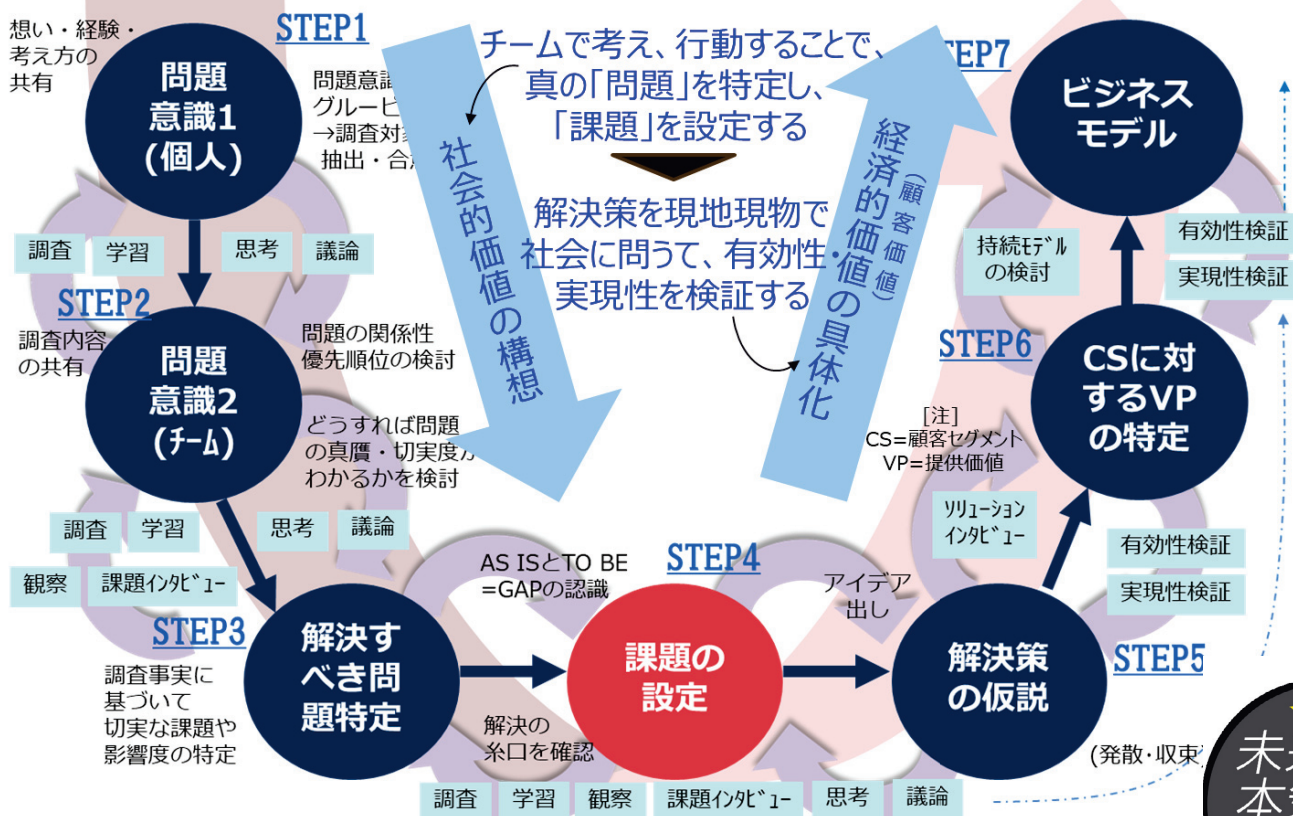 想い・経験・
考え方の
共有
STEP1
問題
意識1
(個人)
問題意識
グルーピ
→調査対象
抽出・合意
社会的価値の構想
チームで考え、行動することで、
真の「問題」を特定し、
「課題」を設定する
解決策を現地現物で
社会に問うて、有効性・
実現性を検証する
経済的価値の具体化
(顧客価値)
STEP7
ビジネス
モデル
調査
学習
思考
議論
持続ﾓﾃﾞﾙ
の検討
有効性検証
実現性検証
STEP2
調査内容
の共有
問題
意識2
(ﾁｰﾑ)
問題の関係性
優先順位の検討
どうすれば問題
の真贋・切実度が
わかるかを検討
STEP6
CSに対
するVP
の特定
[注]
CS=顧客セグメント
VP=提供価値
調査
学習
思考
議論
観察
課題ｲﾝﾀﾋﾞｭｰ
ｿﾘｭｰｼｮﾝ
ｲﾝﾀﾋﾞｭｰ
有効性検証
実現性検証
STEP3
調査事実に
基づいて
切実な課題や
影響度の特定
解決す
べき問
題特定
AS ISとTO BE
=GAPの認識
解決の
糸口を確認
STEP4
課題の
設定
アイデア
出し
解決策
の仮説
STEP5
(発散・収束
調査
学習
観察
課題ｲﾝﾀﾋﾞｭｰ
思考
議論